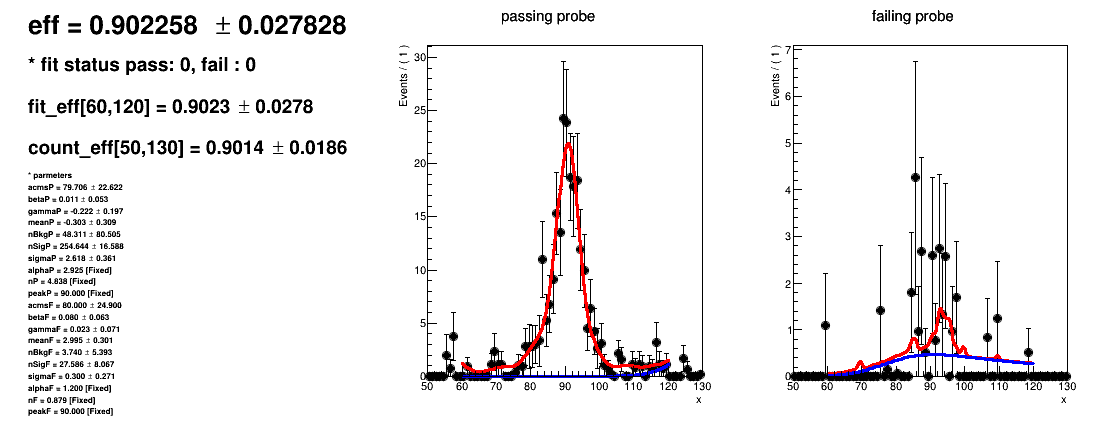 eff = 0.902258 ± 0.027828
* fit status pass: 0, fail : 0
fit_eff[60,120] = 0.9023 ± 0.0278
count_eff[50,130] = 0.9014 ± 0.0186
* parmeters
acmsP = 79.706 ± 22.622
betaP = 0.011 ± 0.053
gammaP = -0.222 ± 0.197
meanP = -0.303 ± 0.309
nBkgP = 48.311 ± 80.505
nSigP = 254.644 ± 16.588
sigmaP = 2.618 ± 0.361
alphaP = 2.925 [Fixed]
nP = 4.838 [Fixed]
peakP = 90.000 [Fixed]
acmsF = 80.000 ± 24.900
betaF = 0.080 ± 0.063
gammaF = 0.023 ± 0.071
meanF = 2.995 ± 0.301
nBkgF = 3.740 ± 5.393
nSigF = 27.586 ± 8.067
sigmaF = 0.300 ± 0.271
alphaF = 1.200 [Fixed]
nF = 0.879 [Fixed]
peakF = 90.000 [Fixed]
passing probe
Events / ( 1 )
30
25
20
15
10
5
0
50 60 70 80 90 100 110 120 130
x
failing probe
Events / ( 1 )
7
6
5
4
3
2
1
0
50 60 70 80 90 100 110 120 130
x